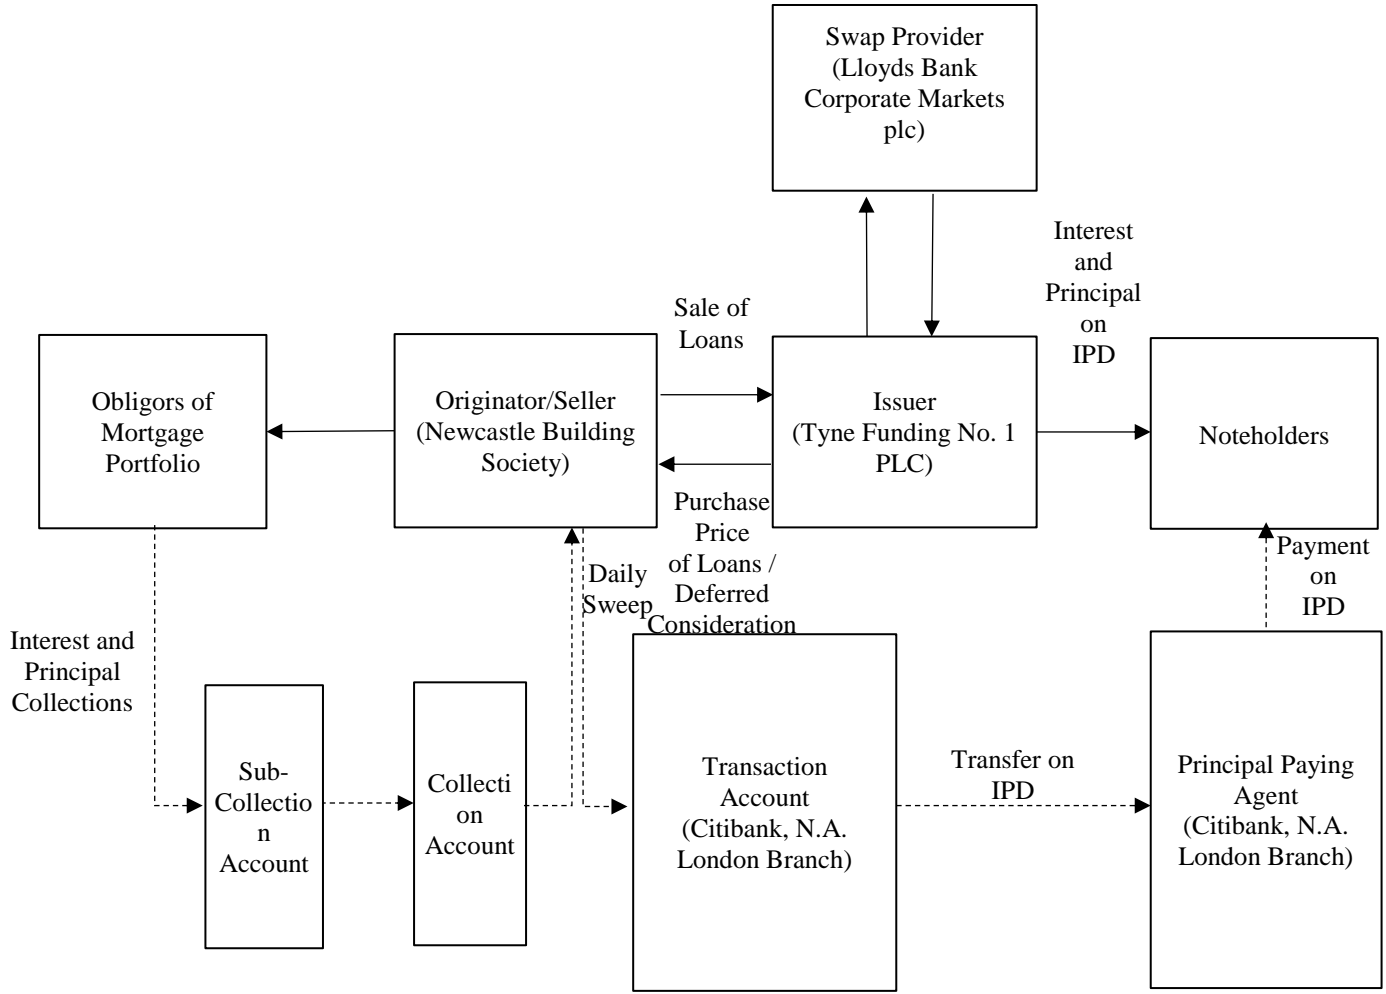 Swap Provider
(Lloyds Bank
Corporate Markets
plc)
Interest
and
Principal
on
IPD
Sale of
Loans
Obligors of
Mortgage
Portfolio
Originator/Seller
(Newcastle Building
Society)
Issuer
(Tyne Funding No. 1
PLC)
Noteholders
Purchase
Price
of Loans /
Deferred
Consideration
Daily
Sweep
Payment
on
IPD
Interest and
Principal
Collections
Sub-
Collectio
n
Account
Collecti
on
Account
Transaction
Account
(Citibank, N.A.
London Branch)
Transfer on
IPD
Principal Paying
Agent
(Citibank, N.A.
London Branch)